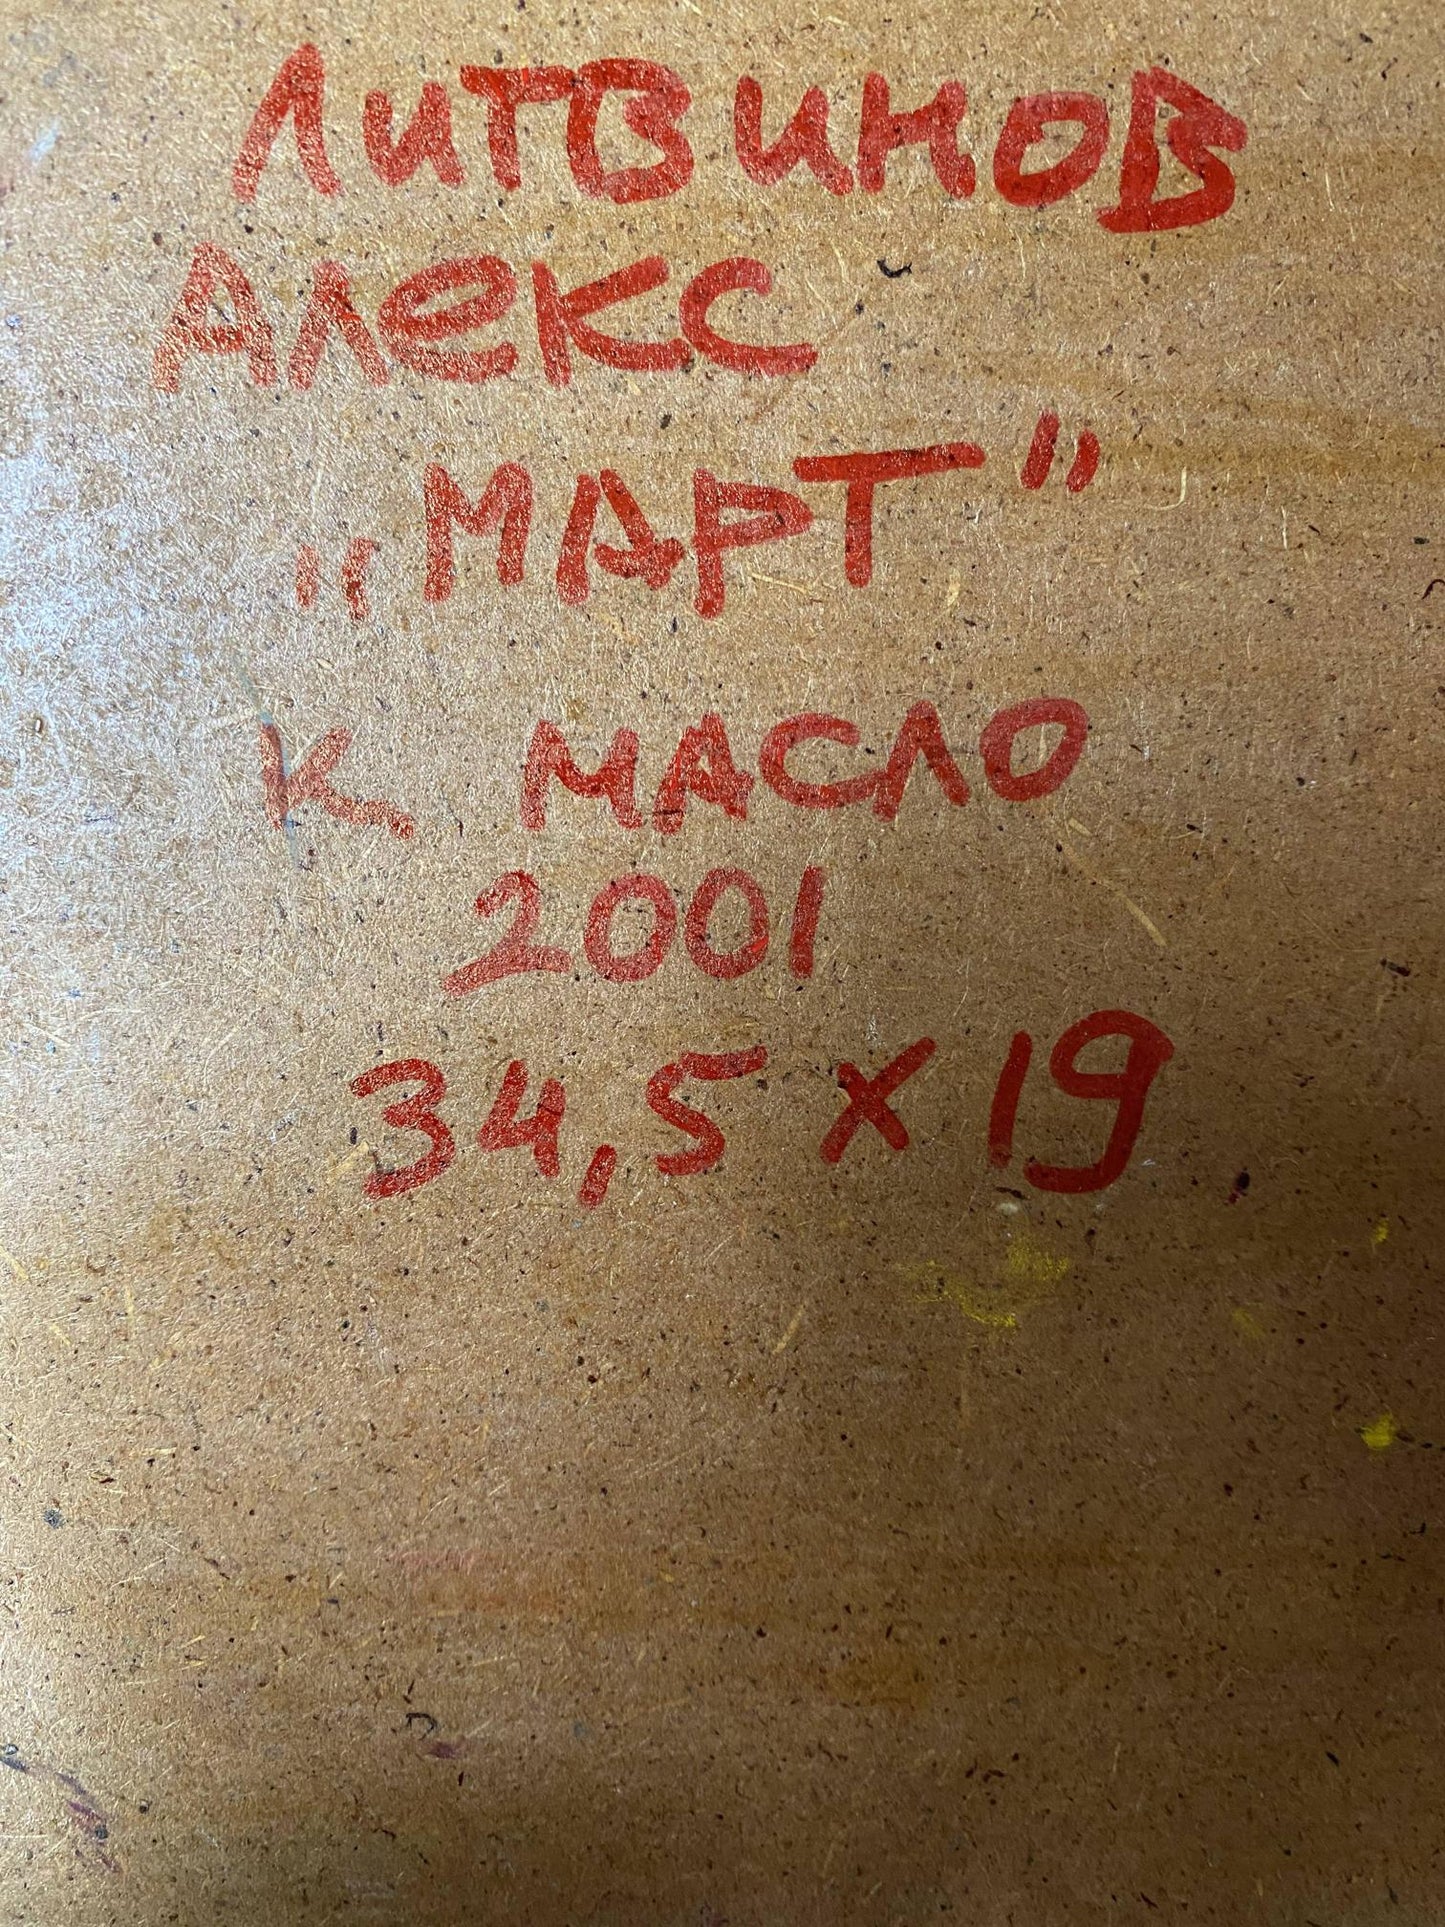 Литвинов
Алекс
„Март"
К. масло
2001
34,5 x 19